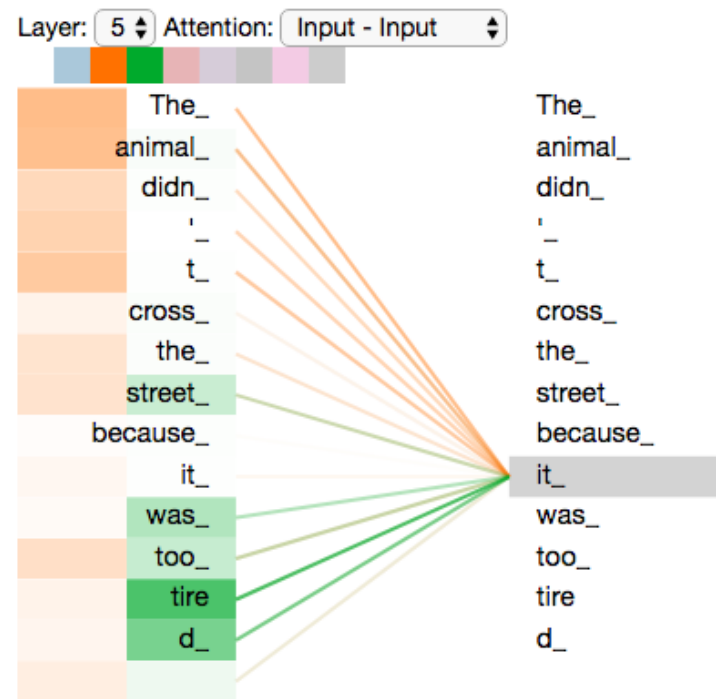 Layer: 5 Attention: Input - Input
The_ The_
animal_ animal_
didn_ didn_
'_ '_
t_ t_
cross_ cross_
the_ the_
street_ street_
because_ because_
it_ it_
was_ was_
too_ too_
tire tire
d_ d_